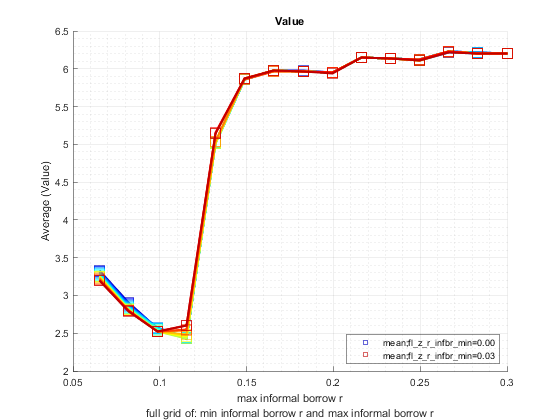 Value
6.5
6
5.5
5
4.5
4
3.5
3
2.5
2
Average (Value)
mean;fl_z_r_infbr_min=0.00
mean;fl_z_r_infbr_min=0.03
0.05
0.1
0.15
0.2
0.25
0.3
max informal borrow r
full grid of: min informal borrow r and max informal borrow r